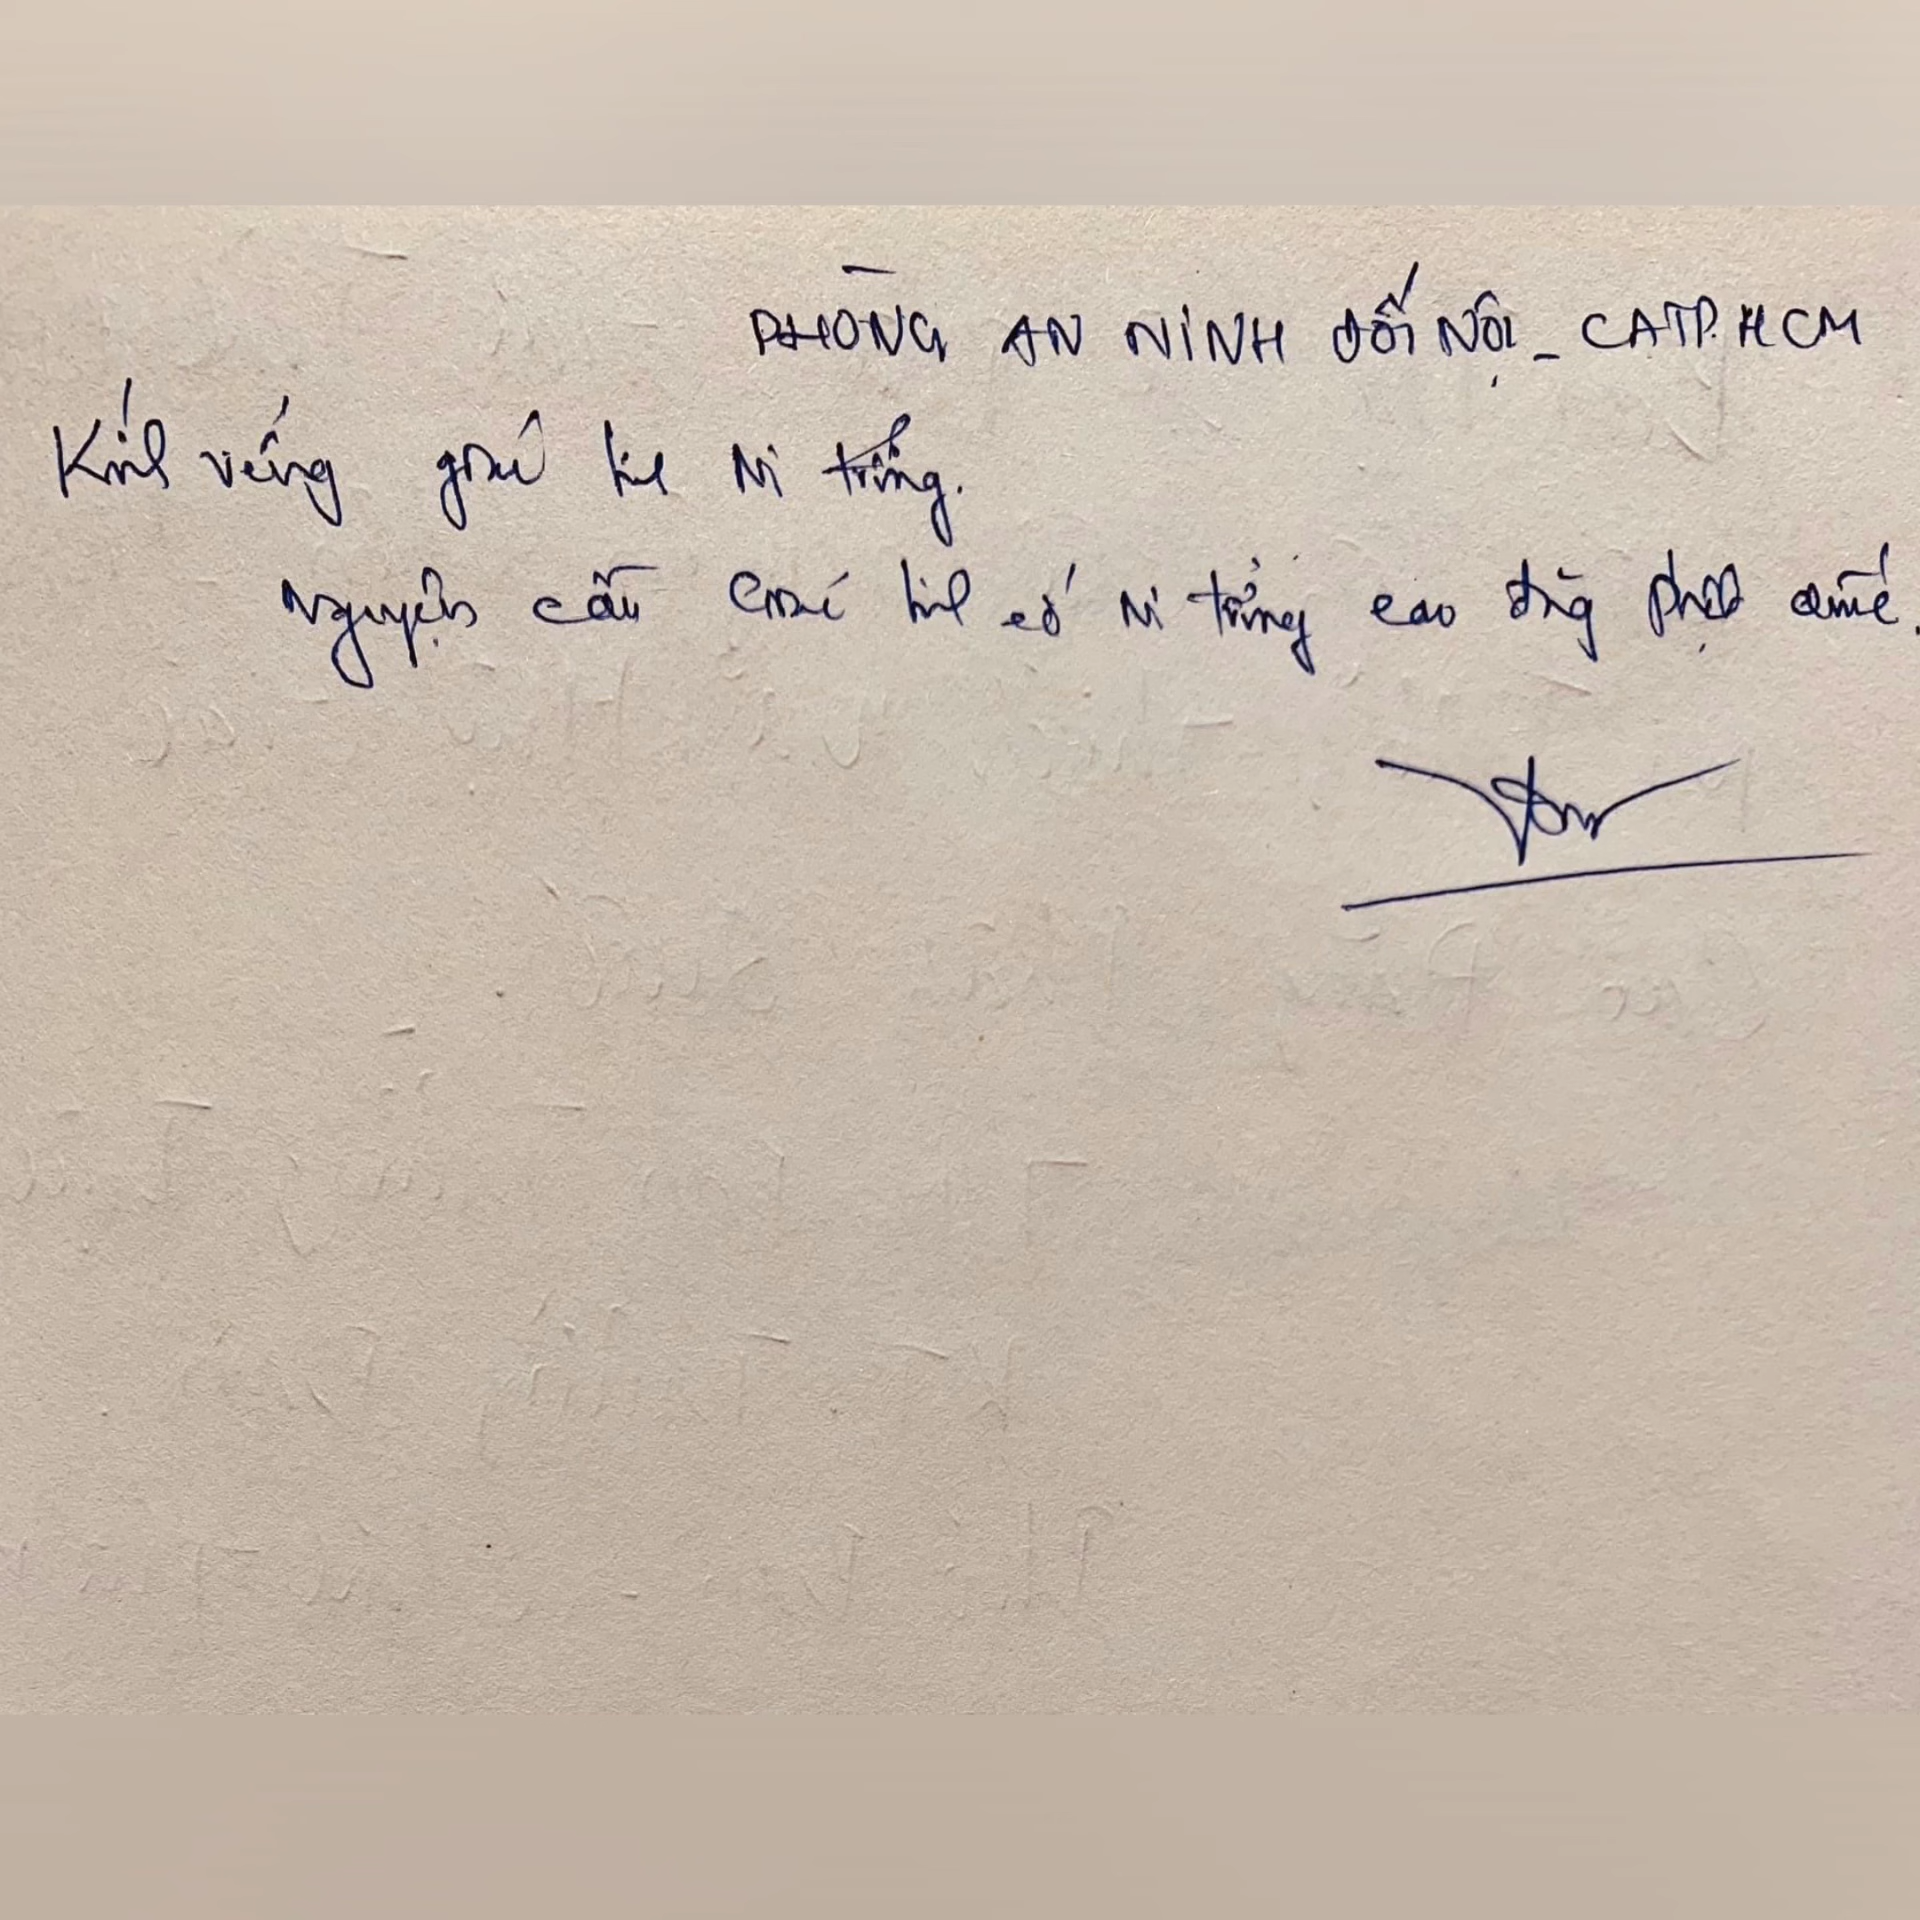 PHÒNG AN NINH ĐỐI NỘI - CATP. HCM
Kính viếng giác linh Ni trưởng.
Nguyện cầu Giác linh cố Ni trưởng cao đăng Phật quốc.